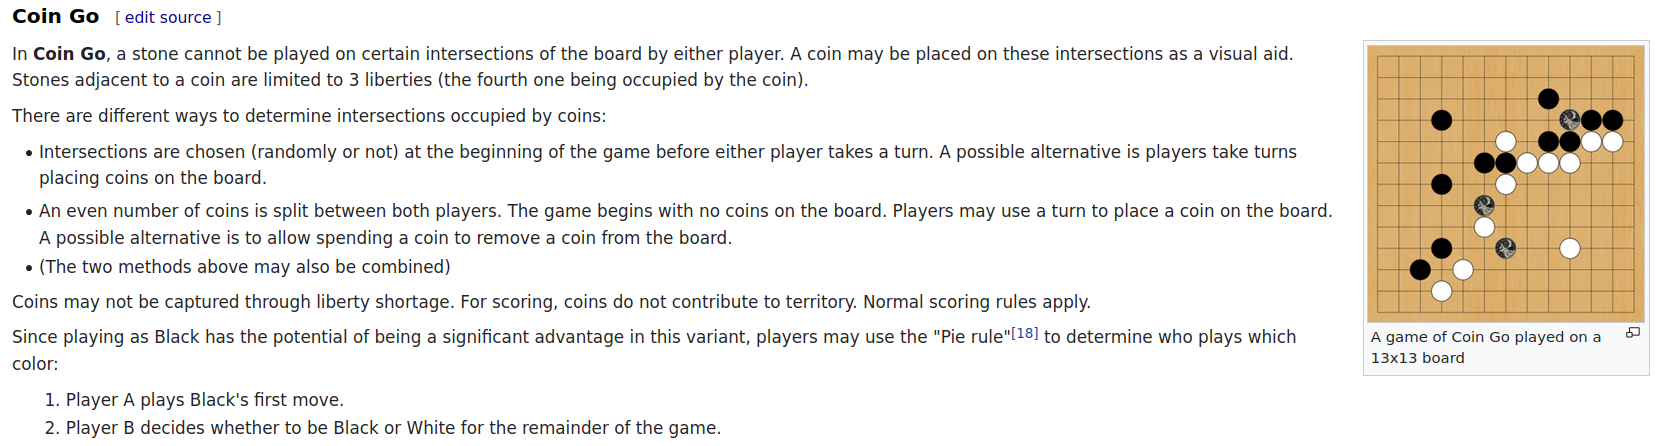 Coin Go [ edit source ]
In Coin Go, a stone cannot be played on certain intersections of the board by either player. A coin may be placed on these intersections as a visual aid.
Stones adjacent to a coin are limited to 3 liberties (the fourth one being occupied by the coin).
There are different ways to determine intersections occupied by coins:
• Intersections are chosen (randomly or not) at the beginning of the game before either player takes a turn. A possible alternative is players take turns
placing coins on the board.
• An even number of coins is split between both players. The game begins with no coins on the board. Players may use a turn to place a coin on the board.
A possible alternative is to allow spending a coin to remove a coin from the board.
• (The two methods above may also be combined)
Coins may not be captured through liberty shortage. For scoring, coins do not contribute to territory. Normal scoring rules apply.
Since playing as Black has the potential of being a significant advantage in this variant, players may use the "Pie rule"[18] to determine who plays which
color:
1. Player A plays Black's first move.
2. Player B decides whether to be Black or White for the remainder of the game.
A game of Coin Go played on a
13x13 board